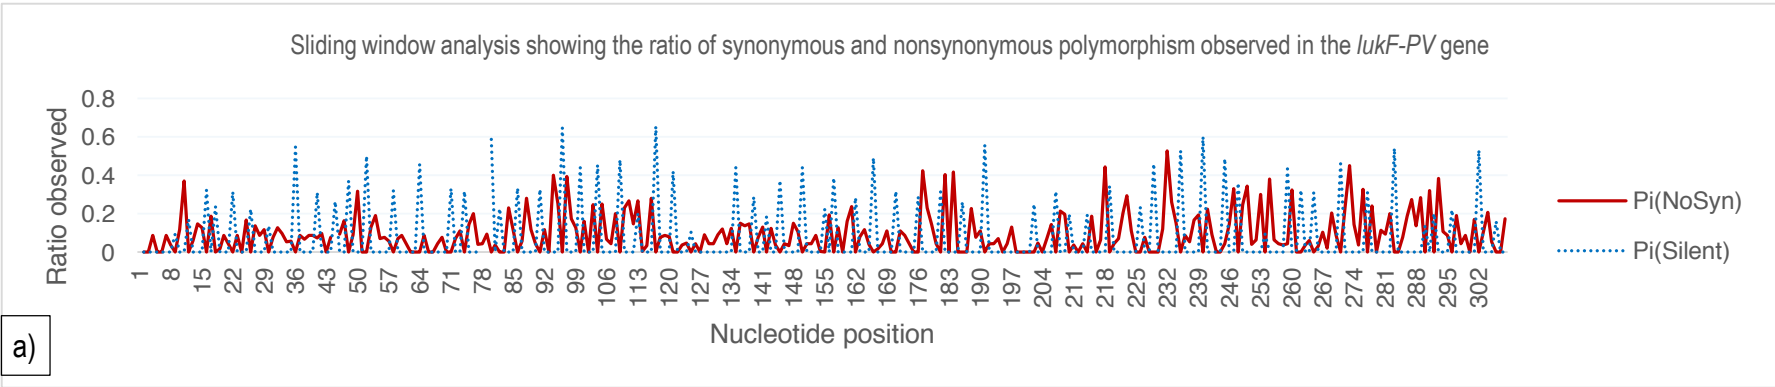 Sliding window analysis showing the ratio of synonymous and nonsynonymous polymorphism observed in the lukF-PV gene
Ratio observed
0.8
0.6
0.4
0.2
0
1 8 15 22 29 36 43 50 57 64 71 78 85 92 99 106 113 120 127 134 141 148 155 162 169 176 183 190 197 204 211 218 225 232 239 246 253 260 267 274 281 288 295 302
Nucleotide position
Pi(NoSyn)
Pi(Silent)
a)